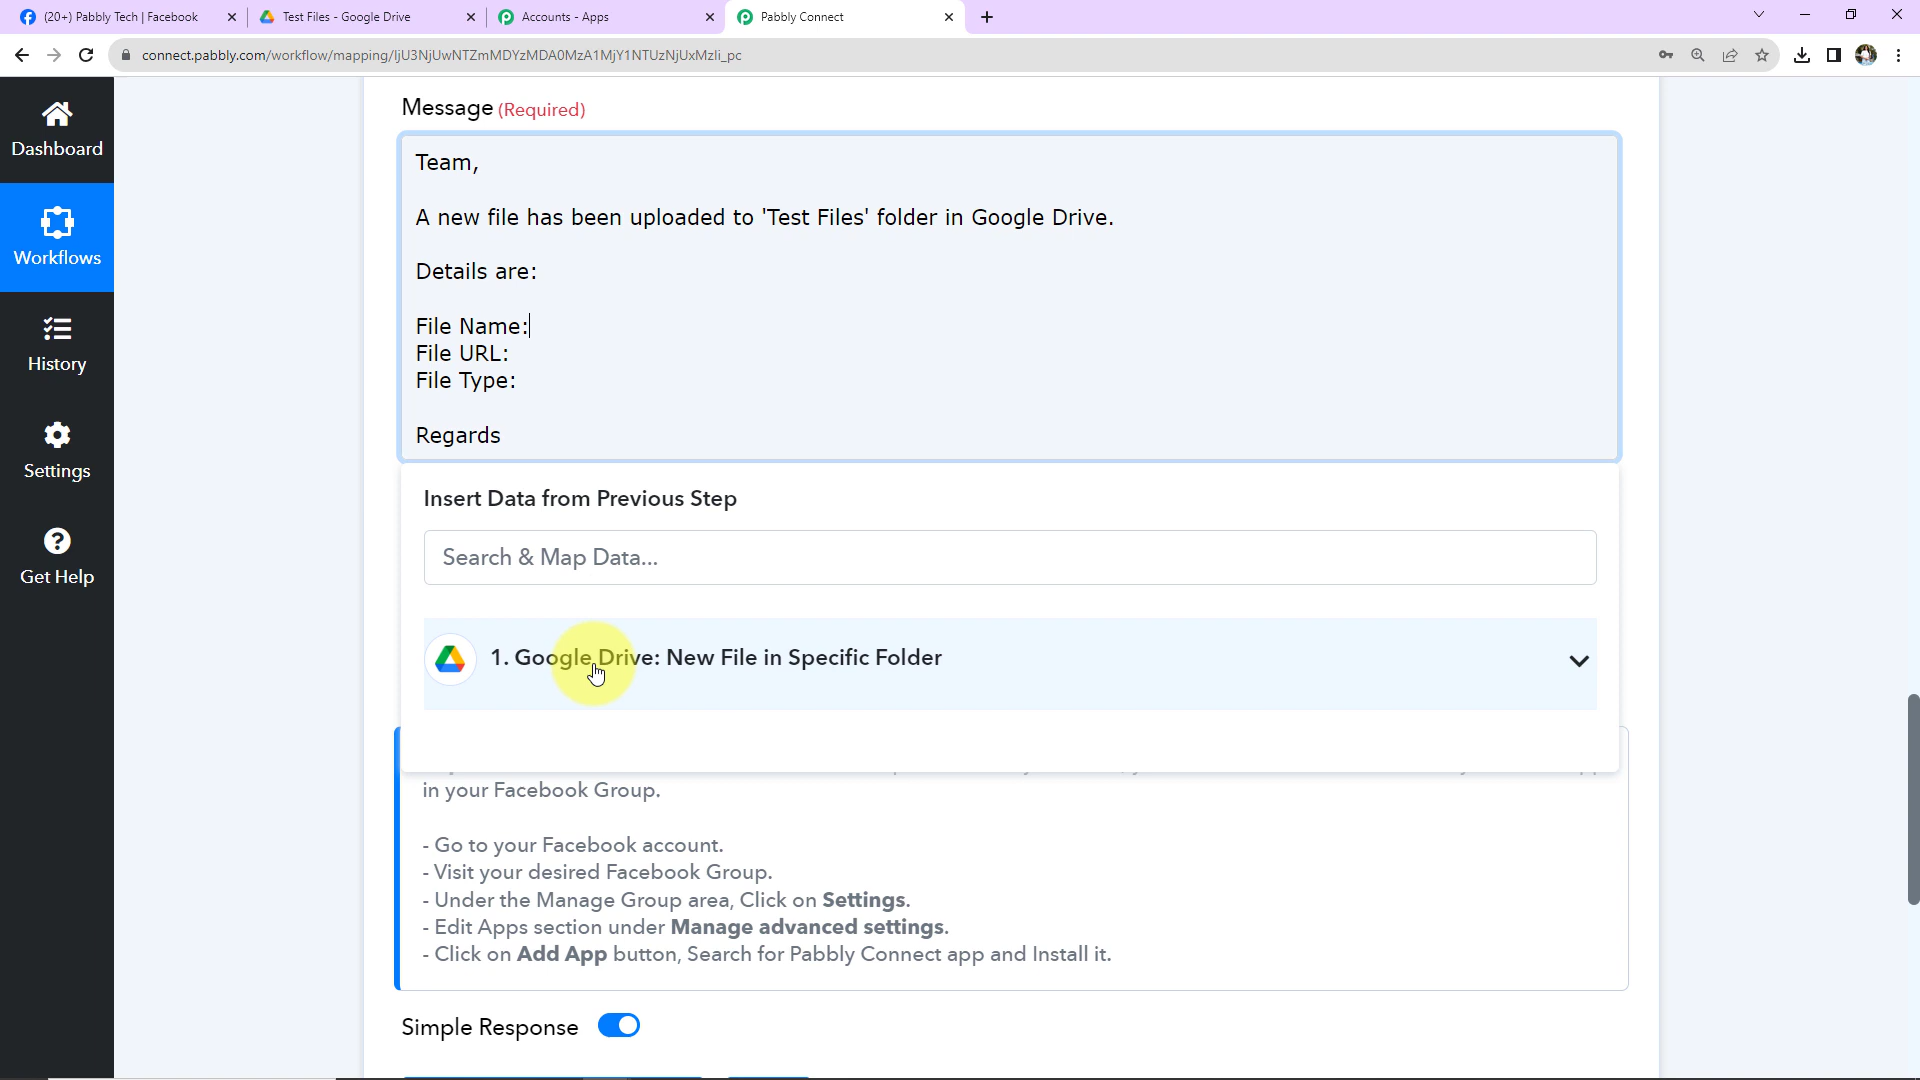 (20+) Pabbly Tech | Facebook
Test Files - Google Drive
Accounts - Apps
Pabbly Connect
connect.pabbly.com/workflow/mapping/IjU3NjUwNTZmMDYzMDA0MzA1MjY1NTUzNjUxMzIi_pc
Dashboard
Workflows
History
Settings
Get Help
Message (Required)
Team,
A new file has been uploaded to 'Test Files' folder in Google Drive.
Details are:
File Name:
File URL:
File Type:
Regards
Insert Data from Previous Step
Search & Map Data...
1. Google Drive: New File in Specific Folder
in your Facebook Group.
- Go to your Facebook account.
- Visit your desired Facebook Group.
- Under the Manage Group area, Click on Settings.
- Edit Apps section under Manage advanced settings.
- Click on Add App button, Search for Pabbly Connect app and Install it.
Simple Response